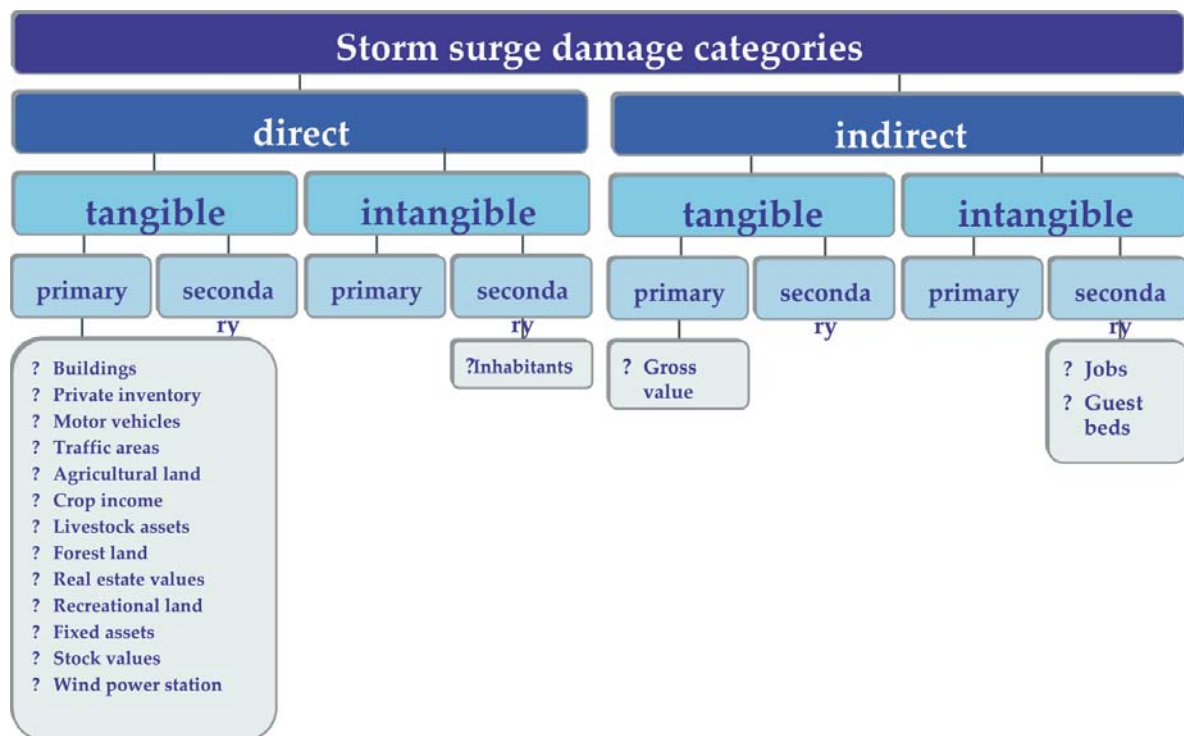 Storm surge damage categories
direct
indirect
tangible
intangible
tangible
intangible
primary
seconda
ry
primary
seconda
ry
primary
seconda
ry
primary
seconda
ry
? Buildings
? Private inventory
? Motor vehicles
? Traffic areas
? Agricultural land
? Crop income
? Livestock assets
? Forest land
? Real estate values
? Recreational land
? Fixed assets
? Stock values
? Wind power station
?Inhabitants
? Gross
value
? Jobs
? Guest
beds